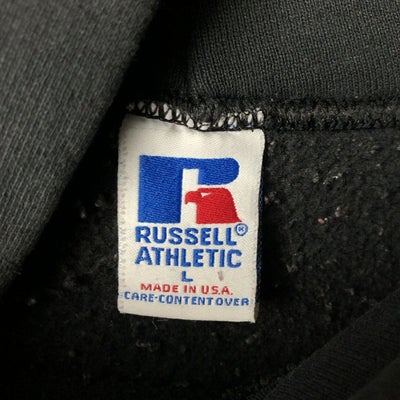 RUSSELL®
ATHLETIC
L
MADE IN U.S.A.
CARE-CONTENT OVER